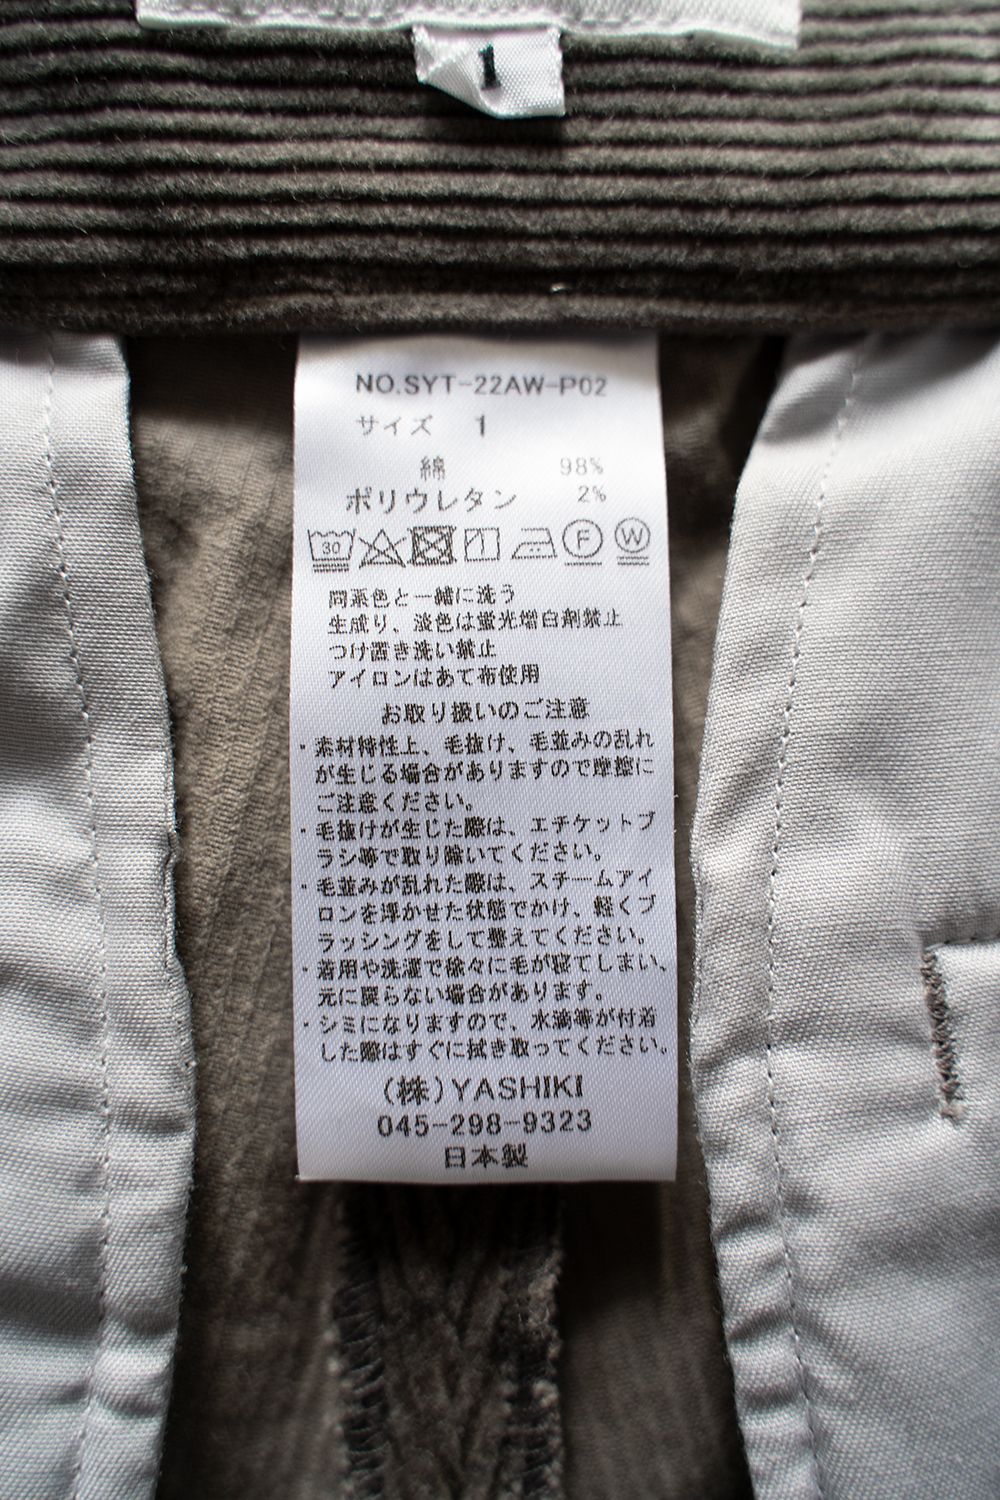 1
NO.SYT-22AW-P02
サイズ 1
綿 98%
ポリウレタン 2%
30 F W
同系色と一緒に洗う
生成り、淡色は蛍光増白剤禁止
つけ置き洗い禁止
アイロンはあて布使用
お取り扱いのご注意
・素材特性上、毛抜け、毛並みの乱れ
が生じる場合がありますので摩擦に
ご注意ください。
・毛抜けが生じた際は、エチケットブ
ラシ等で取り除いてください。
・毛並みが乱れた際は、スチームアイ
ロンを浮かせた状態でかけ、軽くブ
ラッシングをして整えてください。
・着用や洗濯で徐々に毛が寝てしまい、
元に戻らない場合があります。
・シミになりますので、水滴等が付着
した際はすぐに拭き取ってください。
(株)YASHIKI
045-298-9323
日本製